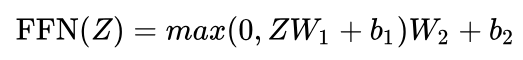 FFN(Z) = max(0, ZW₁ + b₁)W₂ + b₂